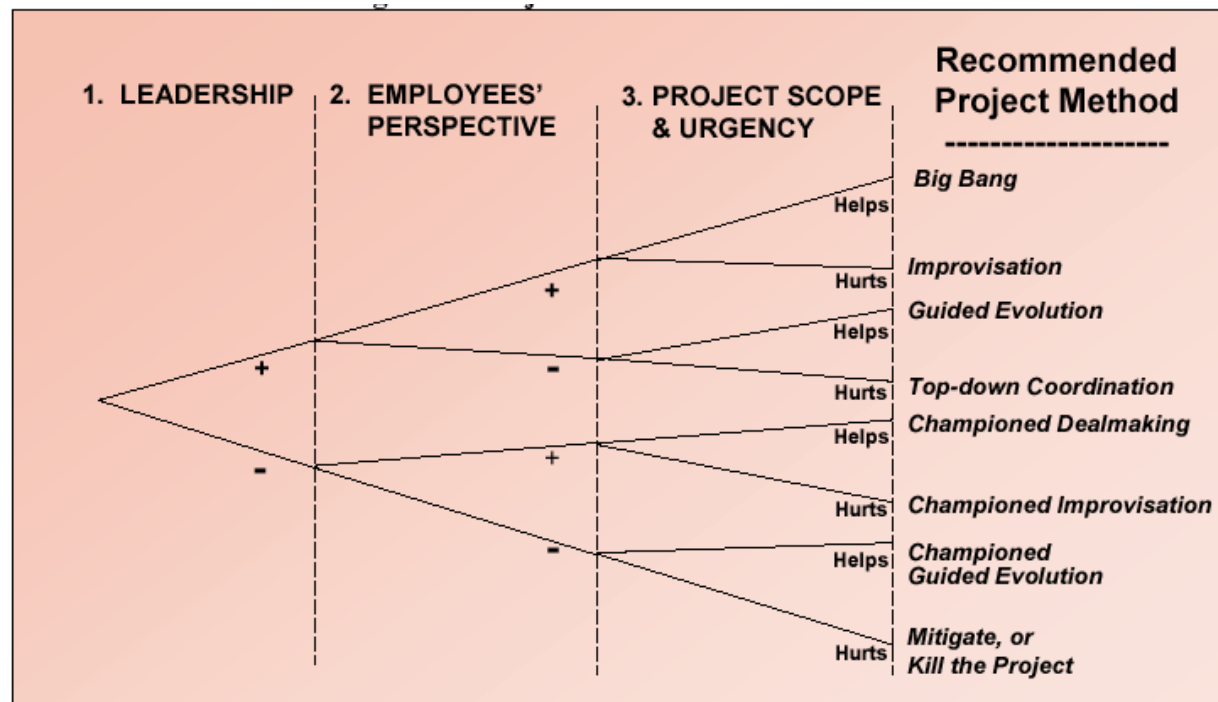 1. LEADERSHIP
2. EMPLOYEES'
PERSPECTIVE
3. PROJECT SCOPE
& URGENCY
Recommended
Project Method
--------------------
Big Bang
Helps
Improvisation
Hurts
+
Guided Evolution
Helps
+
-
Top-down Coordination
Hurts
Championed Dealmaking
Helps
+
-
Championed Improvisation
Hurts
-
Championed
Guided Evolution
Helps
Mitigate, or
Kill the Project
Hurts